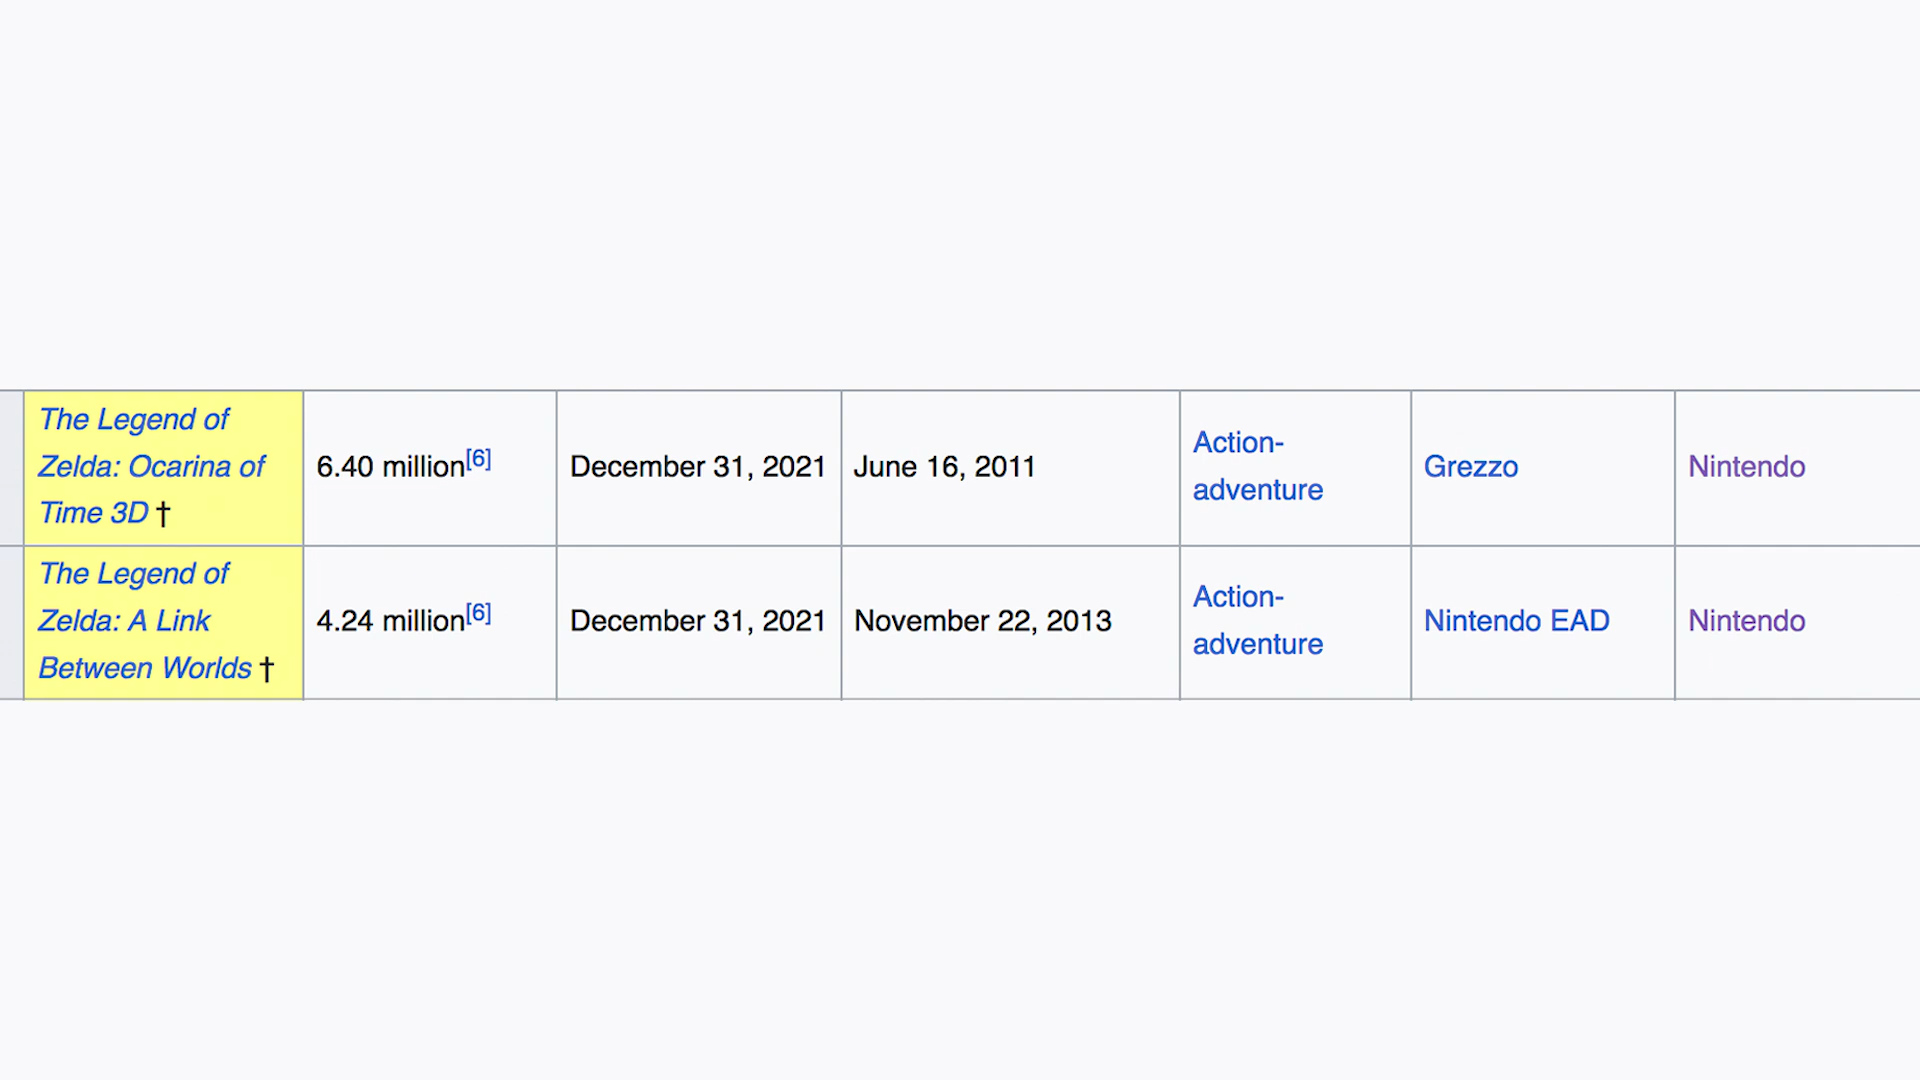 The Legend of
Zelda: Ocarina of
Time 3D †
6.40 million[6]
December 31, 2021
June 16, 2011
Action-
adventure
Grezzo
Nintendo
The Legend of
Zelda: A Link
Between Worlds †
4.24 million[6]
December 31, 2021
November 22, 2013
Action-
adventure
Nintendo EAD
Nintendo